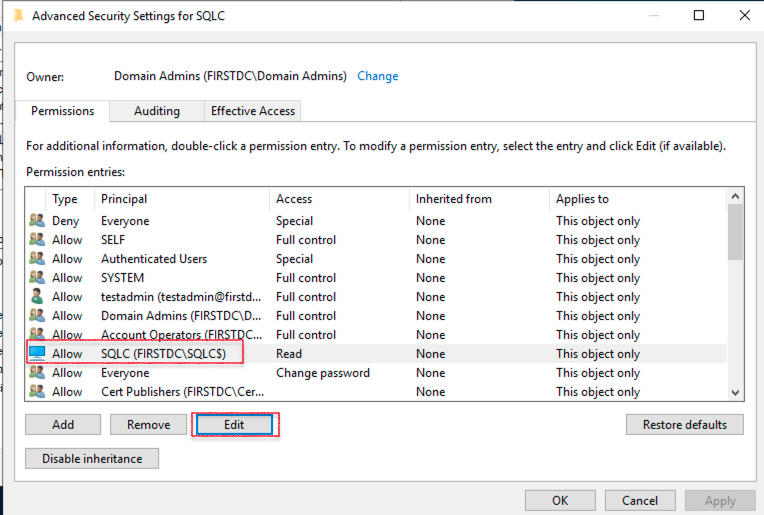 Advanced Security Settings for SQLC
Owner: Domain Admins (FIRSTDC\Domain Admins) Change
Permissions Auditing Effective Access
For additional information, double-click a permission entry. To modify a permission entry, select the entry and click Edit (if available).
Permission entries:
Type Principal Access Inherited from Applies to
Deny Everyone Special None This object only
Allow SELF Full control None This object only
Allow Authenticated Users Special None This object only
Allow SYSTEM Full control None This object only
Allow testadmin (testadmin@firstd... Full control None This object only
Allow Domain Admins (FIRSTDC\D... Full control None This object only
Allow Account Operators (FIRSTDC... Full control None This object only
Allow SQLC (FIRSTDC\SQLC$) Read None This object only
Allow Everyone Change password None This object only
Allow Cert Publishers (FIRSTDC\Cer... None This object only
Add Remove Edit Restore defaults
Disable inheritance
OK Cancel Apply